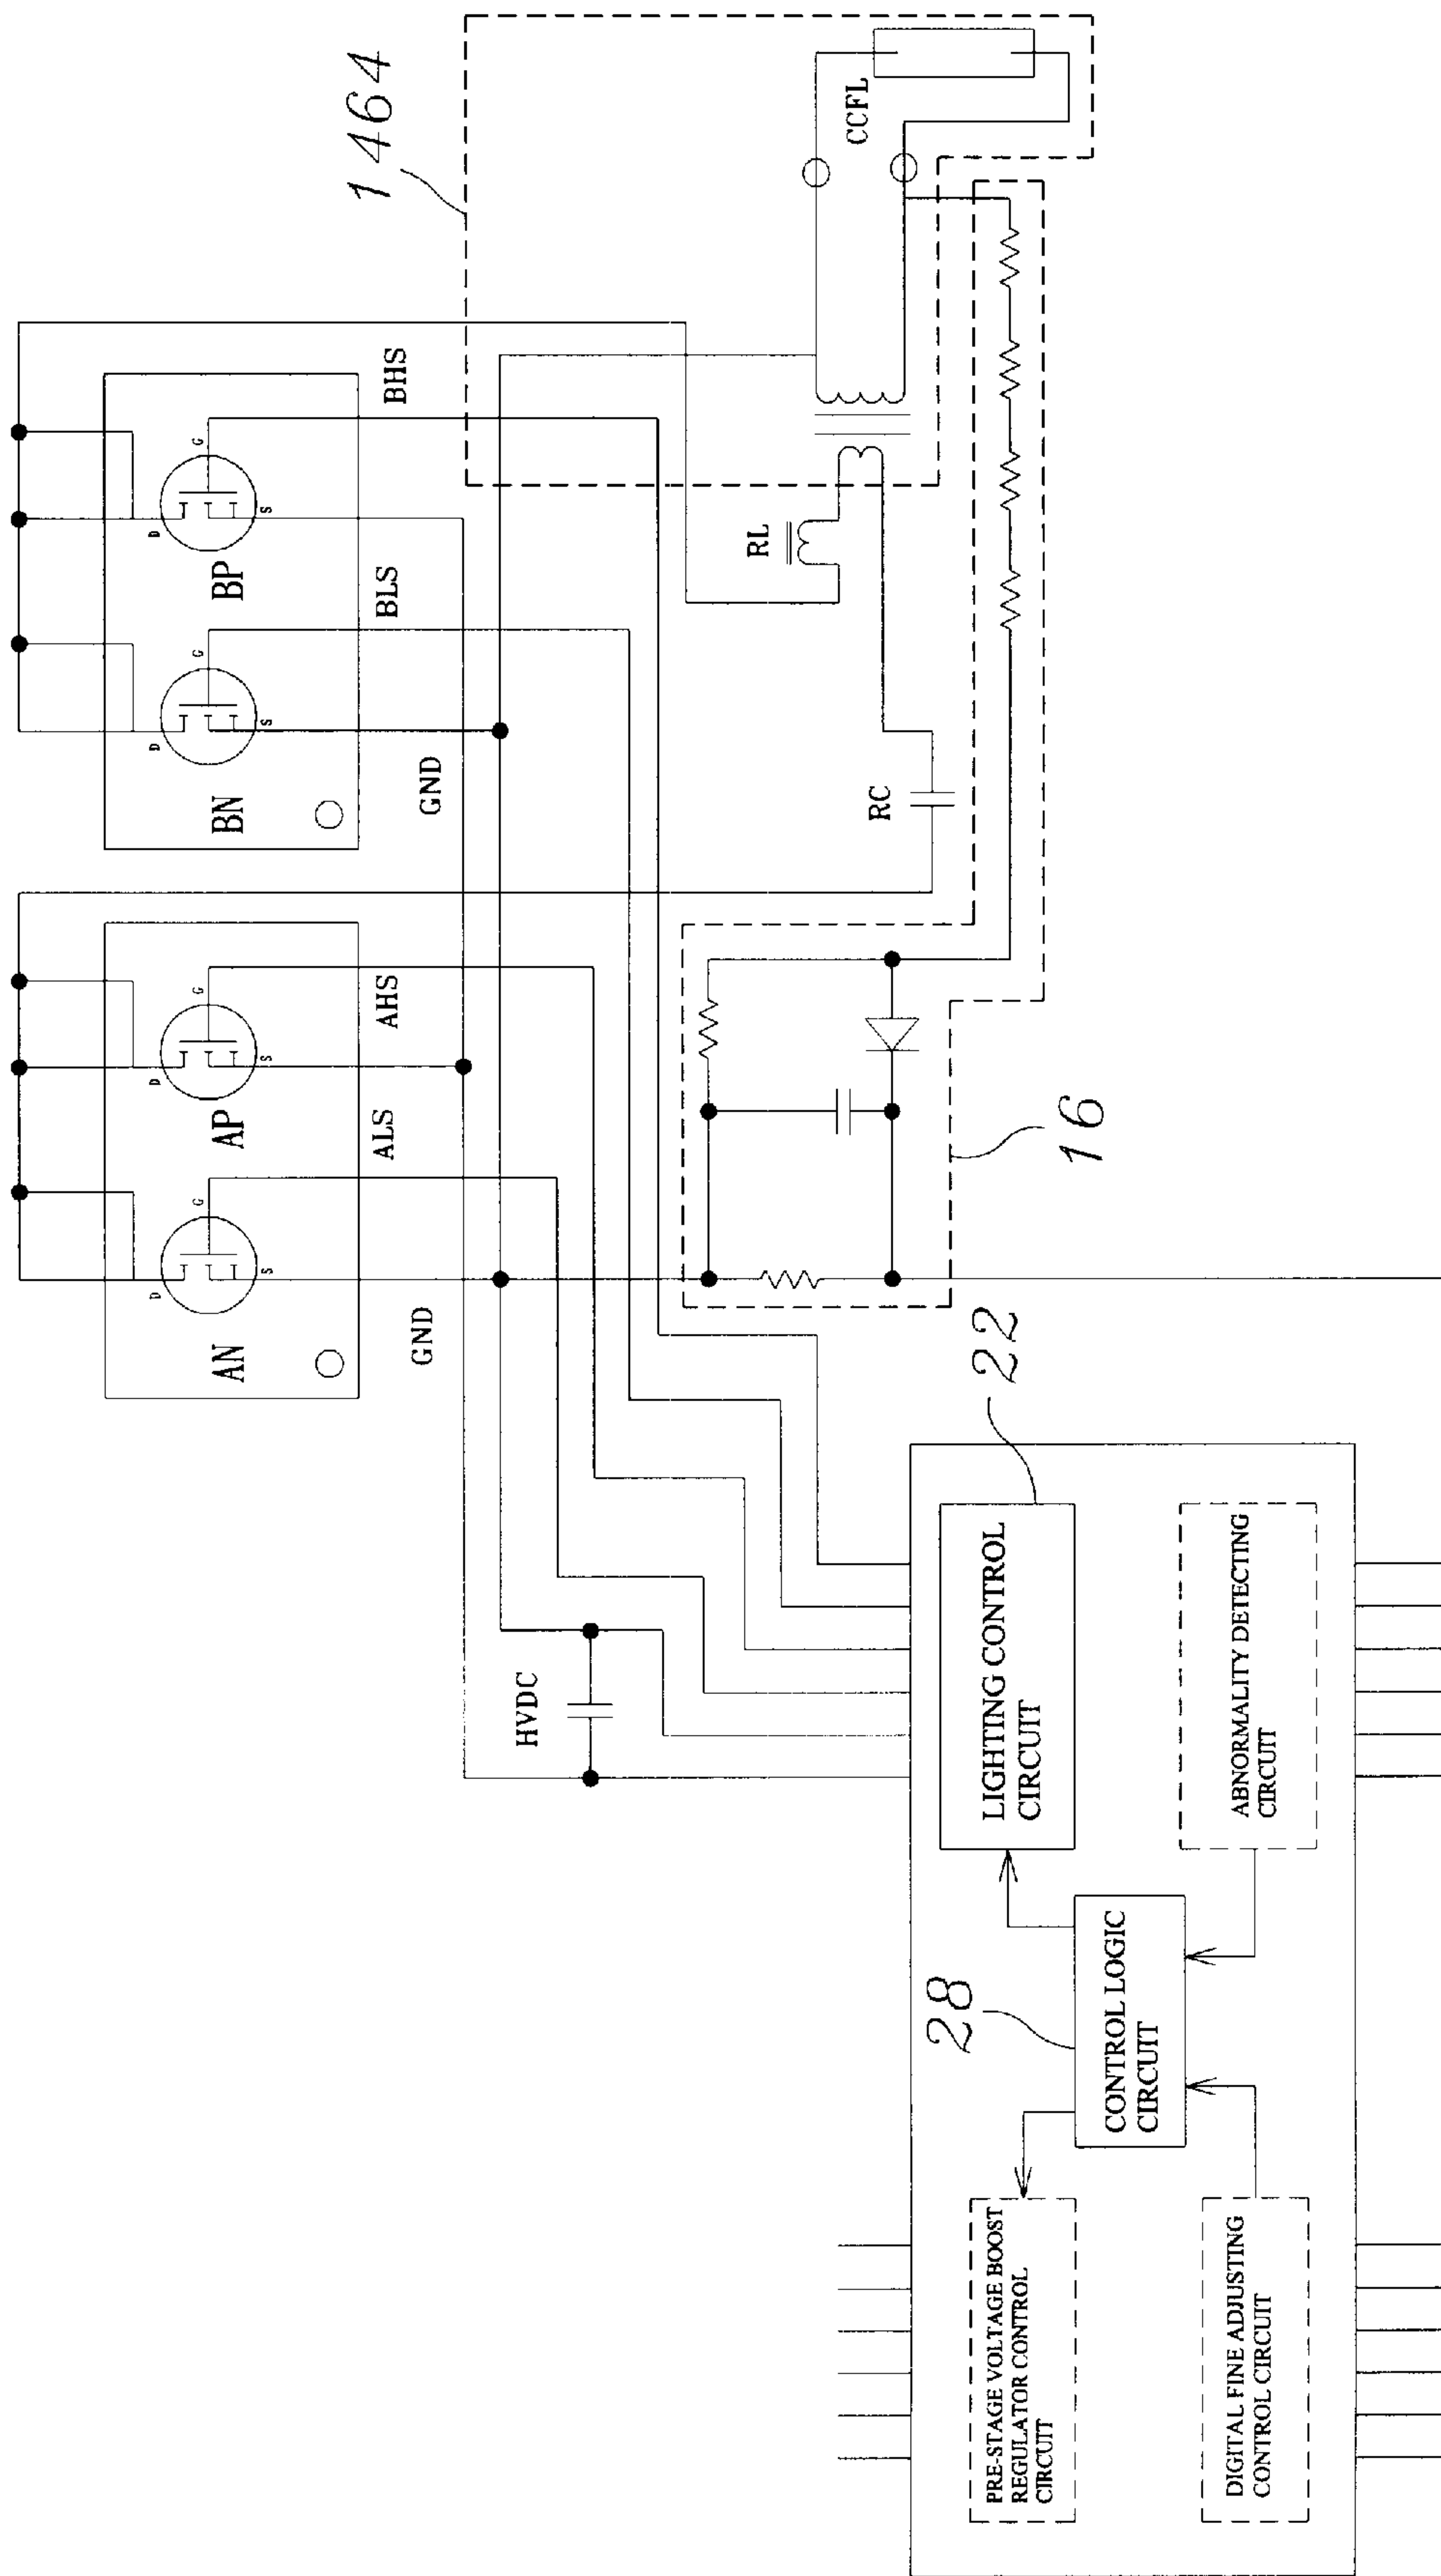 1464
CCFL
BHS
G
D
S
BP
BLS
G
D
S
BN
GND
RL
RC
AHS
G
D
S
AP
ALS
G
D
S
AN
GND
16
HVDC
22
LIGHTING CONTROL
CIRCUIT
ABNORMALITY DETECTING
CIRCUIT
28
CONTROL LOGIC
CIRCUIT
PRE-STAGE VOLTAGE BOOST
REGULATOR CONTROL
CIRCUIT
DIGITAL FINE ADJUSTING
CONTROL CIRCUIT